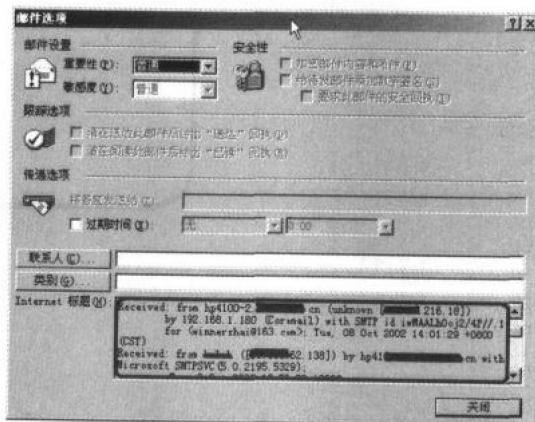 邮件选项
邮件设置
安全性
重要性(P): 普通
敏感度(Y): 普通
加密邮件内容和附件(E)
给待发邮件添加数字签名
要求此邮件的安全回执
跟踪选项
请在送达此邮件后给出“送达”回执
请在阅读此邮件后给出“已读”回执
传递选项
将答复发送给
过期时间(X): 无 0:00
联系人(C)...
类别(G)...
Internet 标题(H):
Received: from hp4100-2. cn (unknown [ .216.18])
by 192.168.1.180 (Coremail) with SMTP id
for (winnerzhai@163.com); Tue, 08 Oct 2002 14:01:29 +0800
(CST)
Received: from ([ 62.138]) by hp41 cn with
Microsoft SMTPSVC(5.0.2195.5329);
关闭